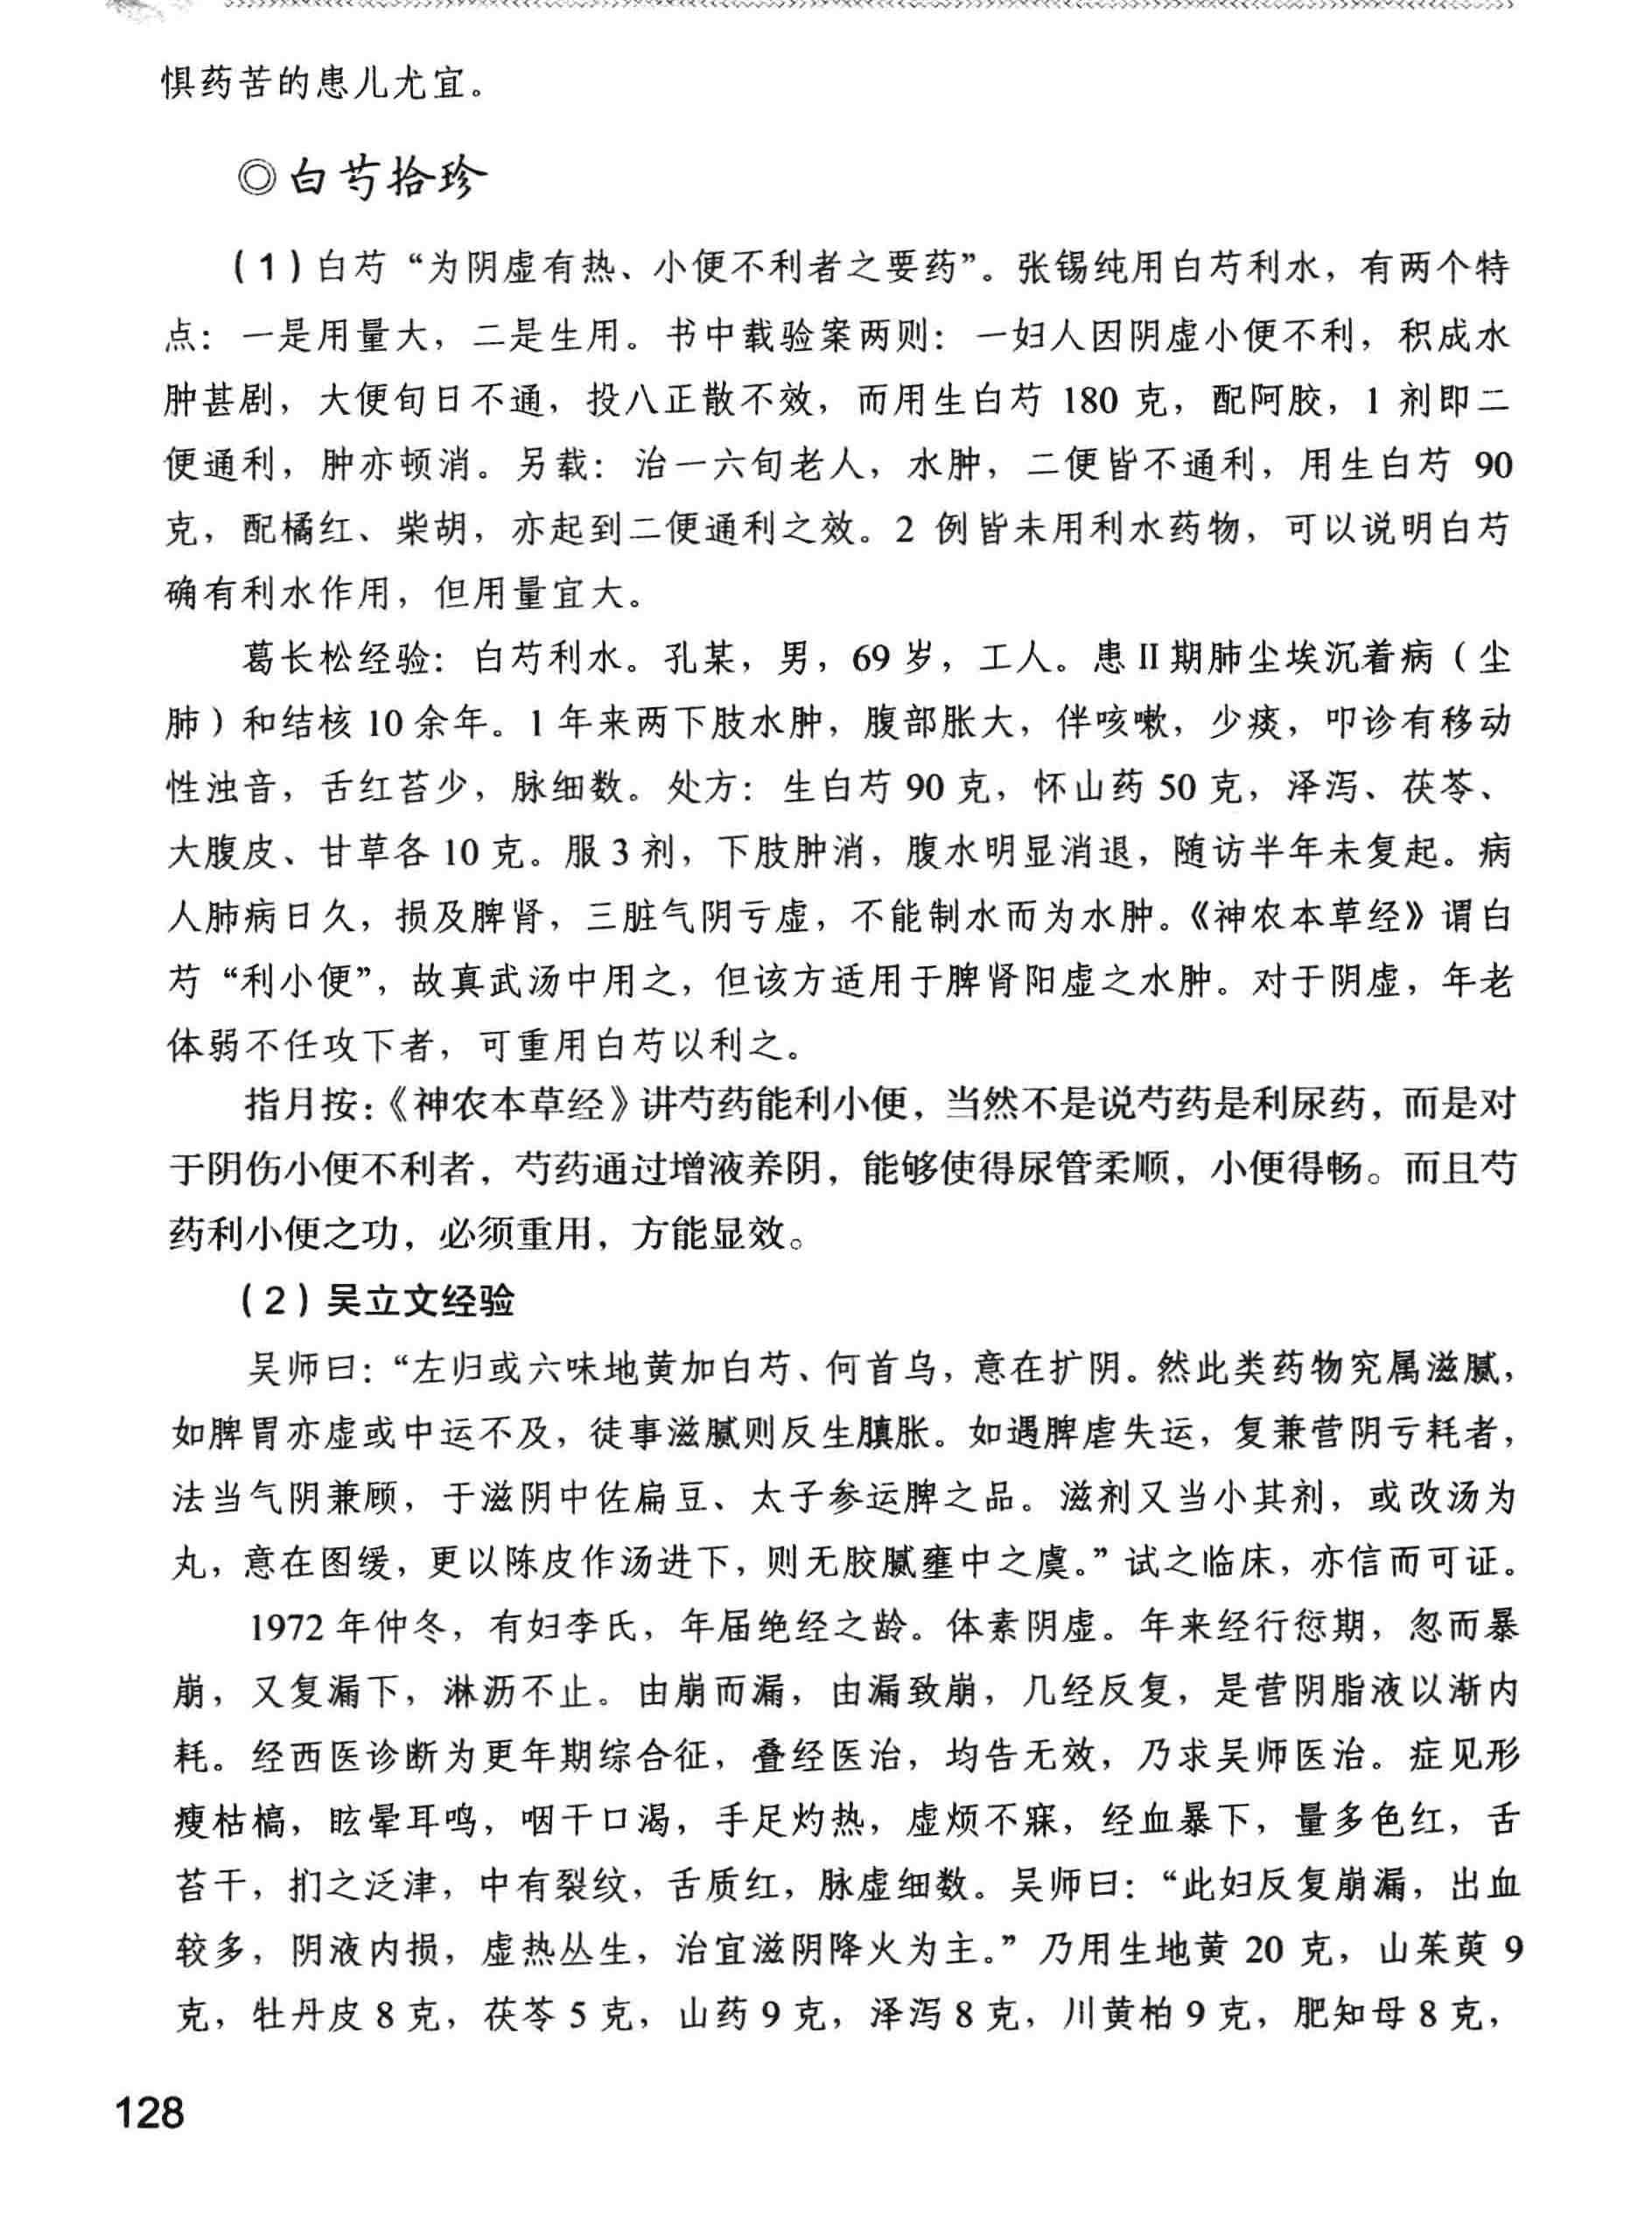 惧药苦的患儿尤宜。
◎白芍拾珍
（1）白芍“为阴虚有热、小便不利者之要药”。张锡纯用白芍利水，有两个特
点：一是用量大，二是生用。书中载验案两则：一妇人因阴虚小便不利，积成水
肿甚剧，大便旬日不通，投八正散不效，而用生白芍 180 克，配阿胶，1 剂即二
便通利，肿亦顿消。另载：治一六旬老人，水肿，二便皆不通利，用生白芍 90
克，配橘红、柴胡，亦起到二便通利之效。2 例皆未用利水药物，可以说明白芍
确有利水作用，但用量宜大。
葛长松经验：白芍利水。孔某，男，69 岁，工人。患 II 期肺尘埃沉着病（尘
肺）和结核 10 余年。1 年来两下肢水肿，腹部胀大，伴咳嗽，少痰，叩诊有移动
性浊音，舌红苔少，脉细数。处方：生白芍 90 克，怀山药 50 克，泽泻、茯苓、
大腹皮、甘草各 10 克。服 3 剂，下肢肿消，腹水明显消退，随访半年未复起。病
人肺病日久，损及脾肾，三脏气阴亏虚，不能制水而为水肿。《神农本草经》谓白
芍“利小便”，故真武汤中用之，但该方适用于脾肾阳虚之水肿。对于阴虚，年老
体弱不任攻下者，可重用白芍以利之。
指月按：《神农本草经》讲芍药能利小便，当然不是说芍药是利尿药，而是对
于阴伤小便不利者，芍药通过增液养阴，能够使得尿管柔顺，小便得畅。而且芍
药利小便之功，必须重用，方能显效。
（2）吴立文经验
吴师曰：“左归或六味地黄加白芍、何首乌，意在扩阴。然此类药物究属滋腻，
如脾胃亦虚或中运不及，徒事滋腻则反生䐜胀。如遇脾虐失运，复兼营阴亏耗者，
法当气阴兼顾，于滋阴中佐扁豆、太子参运脾之品。滋剂又当小其剂，或改汤为
丸，意在图缓，更以陈皮作汤进下，则无胶腻壅中之虞。”试之临床，亦信而可证。
1972 年仲冬，有妇李氏，年届绝经之龄。体素阴虚。年来经行愆期，忽而暴
崩，又复漏下，淋沥不止。由崩而漏，由漏致崩，几经反复，是营阴脂液以渐内
耗。经西医诊断为更年期综合征，叠经医治，均告无效，乃求吴师医治。症见形
瘦枯槁，眩晕耳鸣，咽干口渴，手足灼热，虚烦不寐，经血暴下，量多色红，舌
苔干，扪之泛津，中有裂纹，舌质红，脉虚细数。吴师曰：“此妇反复崩漏，出血
较多，阴液内损，虚热丛生，治宜滋阴降火为主。”乃用生地黄 20 克，山茱萸 9
克，牡丹皮 8 克，茯苓 5 克，山药 9 克，泽泻 8 克，川黄柏 9 克，肥知母 8 克，
128